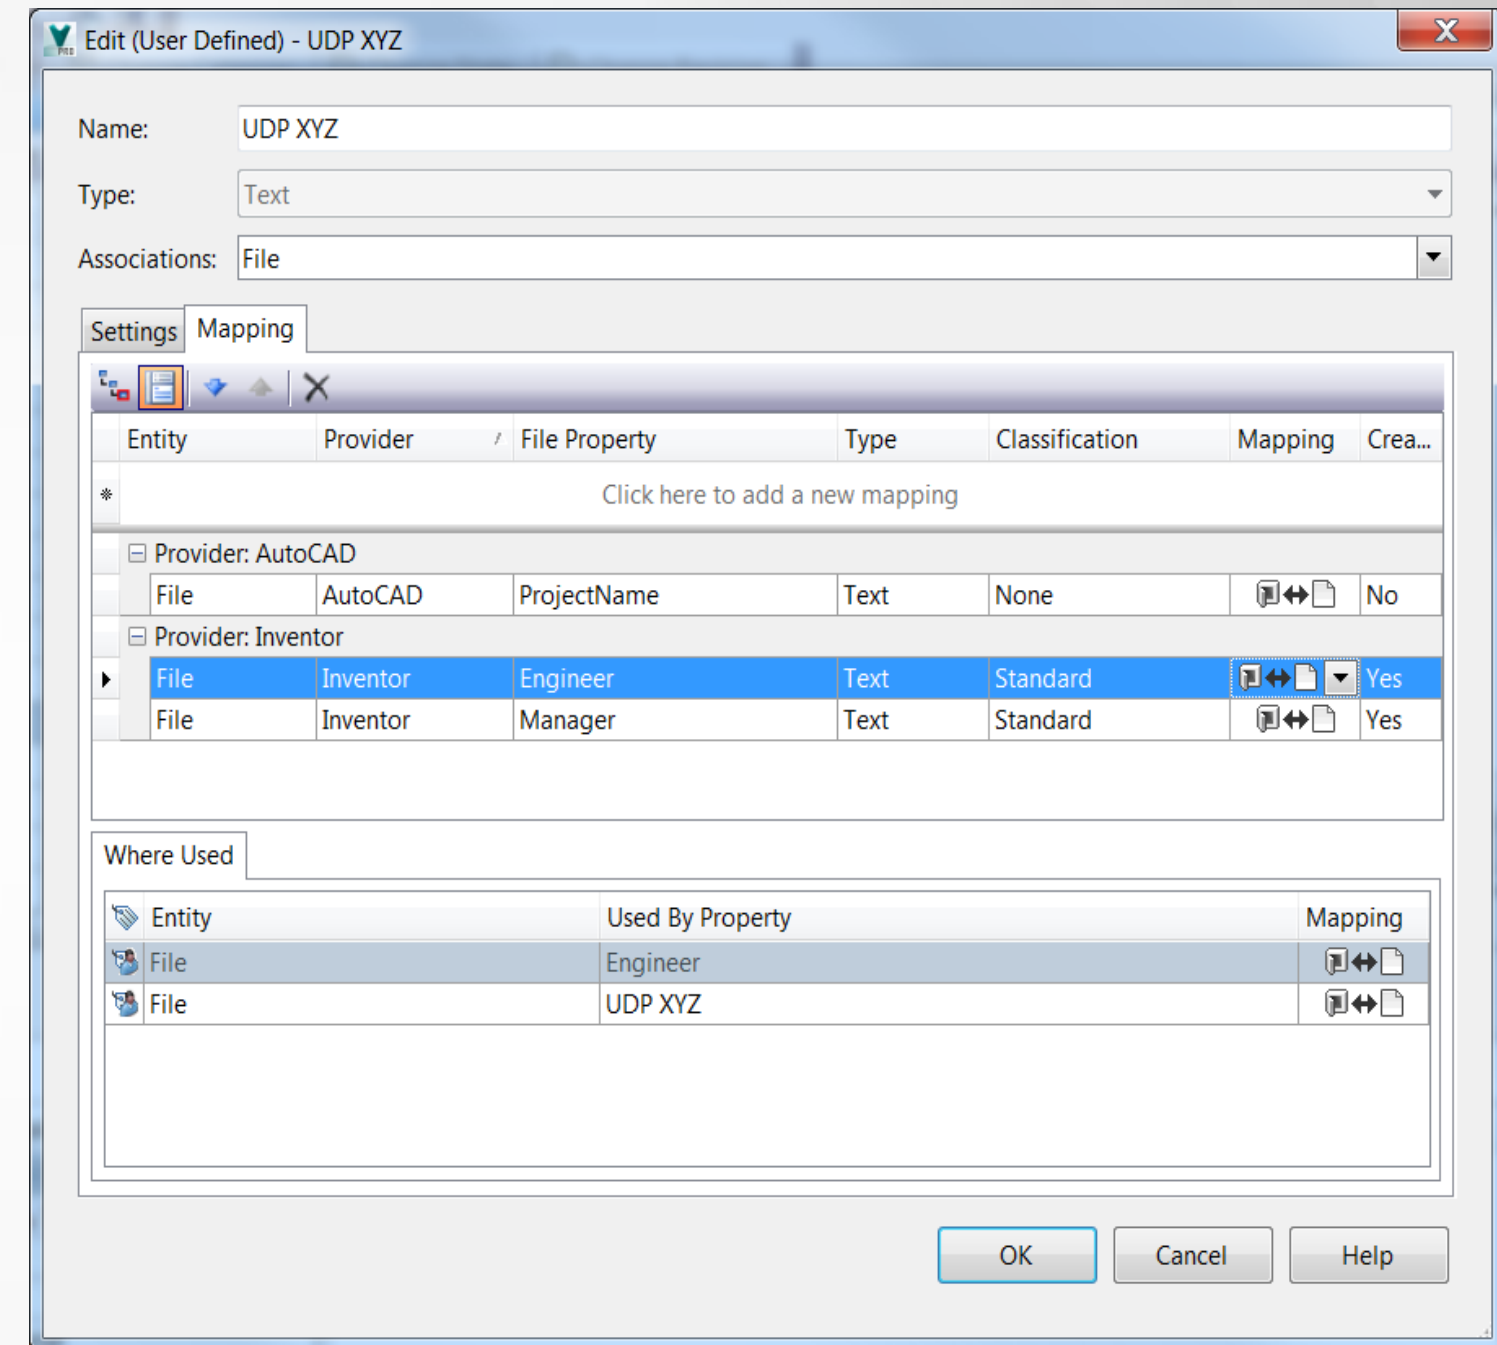 Edit (User Defined) - UDP XYZ
Name: UDP XYZ
Type: Text
Associations: File
Settings Mapping
Entity Provider File Property Type Classification Mapping Crea...
Click here to add a new mapping
Provider: AutoCAD
File AutoCAD ProjectName Text None No
Provider: Inventor
File Inventor Engineer Text Standard Yes
File Inventor Manager Text Standard Yes
Where Used
Entity Used By Property Mapping
File Engineer
File UDP XYZ
OK Cancel Help